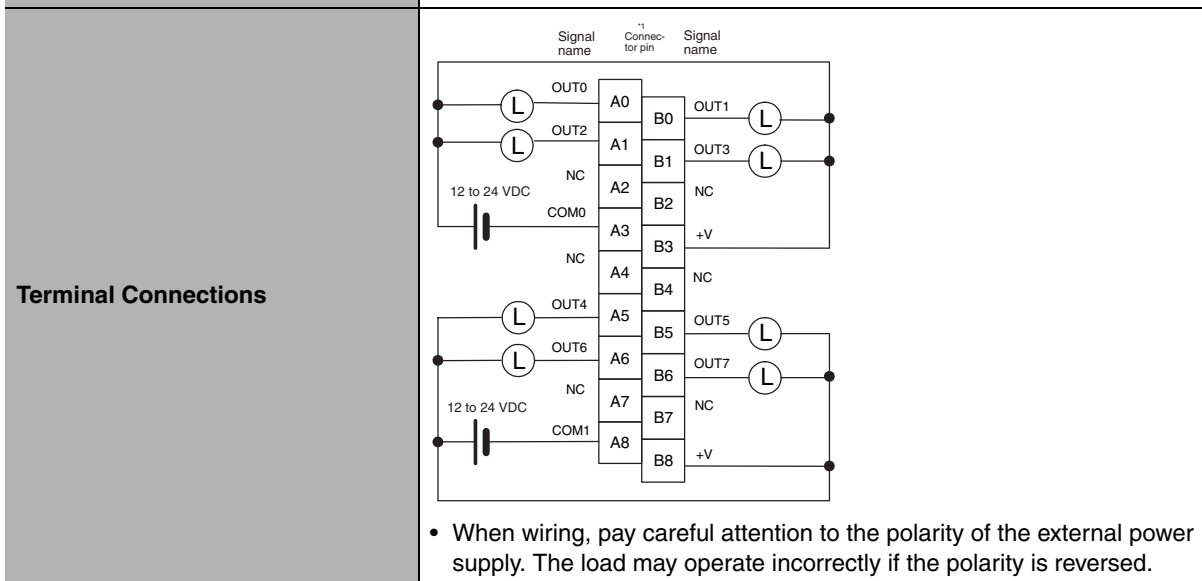 Terminal Connections
Signal name
*1 Connec-tor pin
Signal name
OUT0
A0
B0
OUT1
L
L
OUT2
A1
B1
OUT3
L
L
NC
A2
B2
NC
12 to 24 VDC
COM0
A3
B3
+V
NC
A4
B4
NC
OUT4
A5
B5
OUT5
L
L
OUT6
A6
B6
OUT7
L
L
NC
A7
B7
NC
12 to 24 VDC
COM1
A8
B8
+V
• When wiring, pay careful attention to the polarity of the external power
supply. The load may operate incorrectly if the polarity is reversed.